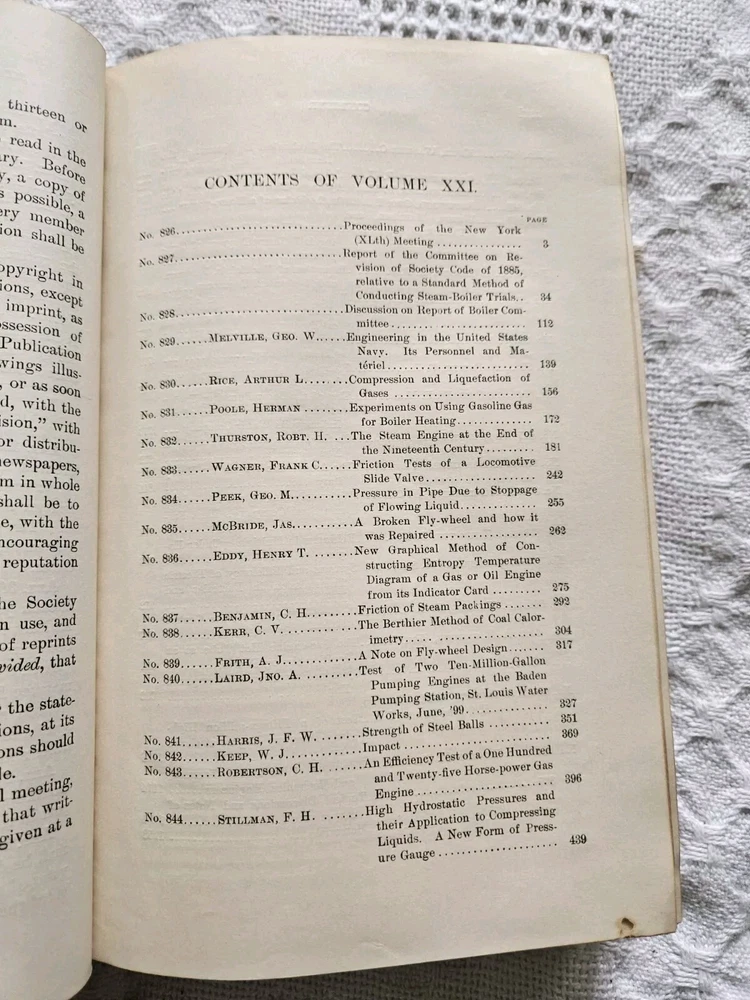 thirteen or
m.
read in the
ry. Before
y, a copy of
s possible, a
ery member
ion shall be
opyright in
ions, except
imprint, as
ssession of
Publication
wings illus-
, or as soon
d, with the
ision," with
or distribu-
newspapers,
m in whole
shall be to
e, with the
ncouraging
reputation
he Society
n use, and
of reprints
vided, that
the state-
ions, at its
ons should
le.
l meeting,
that writ-
given at a
CONTENTS OF VOLUME XXI.
PAGE
No. 826..............................Proceedings of the New York
(XLth) Meeting ............... 3
No. 827..............................Report of the Committee on Re-
vision of Society Code of 1885,
relative to a Standard Method of
Conducting Steam-Boiler Trials.. 34
No. 828..............................Discussion on Report of Boiler Com-
mittee........................ 112
No. 829......MELVILLE, GEO. W.....Engineering in the United States
Navy. Its Personnel and Ma-
tériel........................ 139
No. 830......RICE, ARTHUR L.......Compression and Liquefaction of
Gases ........................ 156
No. 831......POOLE, HERMAN .......Experiments on Using Gasoline Gas
for Boiler Heating............ 172
No. 832......THURSTON, ROBT. H. ...The Steam Engine at the End of
the Nineteenth Century........ 181
No. 833......WAGNER, FRANK C.....Friction Tests of a Locomotive
Slide Valve................... 242
No. 834......PEEK, GEO. M.........Pressure in Pipe Due to Stoppage
of Flowing Liquid............. 255
No. 835......MCBRIDE, JAS.........A Broken Fly-wheel and how it
was Repaired ................. 262
No. 836......EDDY, HENRY T. .......New Graphical Method of Con-
structing Entropy Temperature
Diagram of a Gas or Oil Engine
from its Indicator Card ....... 275
No. 837......BENJAMIN, C. H........Friction of Steam Packings ...... 292
No. 838......KERR, C. V. ..........The Berthier Method of Coal Calor-
imetry........................ 304
No. 839......FRITH, A. J...........A Note on Fly-wheel Design....... 317
No. 840......LAIRD, JNO. A. ........Test of Two Ten-Million-Gallon
Pumping Engines at the Baden
Pumping Station, St. Louis Water
Works, June, '99.............. 327
No. 841......HARRIS, J. F. W. ......Strength of Steel Balls .......... 351
No. 842......KEEP, W. J. ..........Impact ........................ 369
No. 843......ROBERTSON, C. H. .....An Efficiency Test of a One Hundred
and Twenty-five Horse-power Gas
Engine ....................... 396
No. 844......STILLMAN, F. H. .......High Hydrostatic Pressures and
their Application to Compressing
Liquids. A New Form of Press-
ure Gauge .................... 439